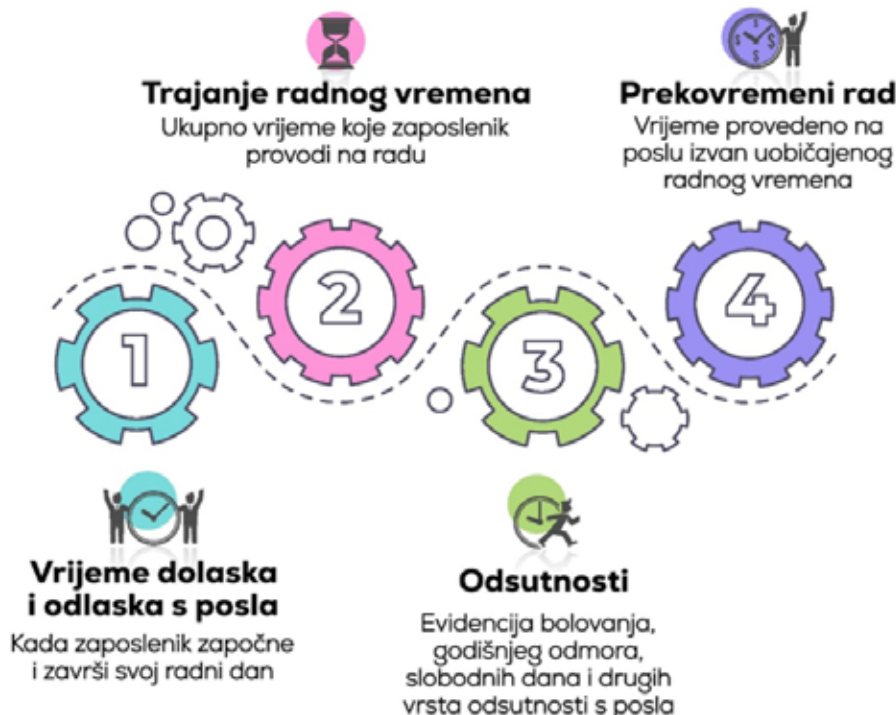 Trajanje radnog vremena
Ukupno vrijeme koje zaposlenik
provodi na radu
Prekovremeni rad
Vrijeme provedeno na
poslu izvan uobičajenog
radnog vremena
1
2
3
4
Vrijeme dolaska
i odlaska s posla
Kada zaposlenik započne
i završi svoj radni dan
Odsutnosti
Evidencija bolovanja,
godišnjeg odmora,
slobodnih dana i drugih
vrsta odsutnosti s posla